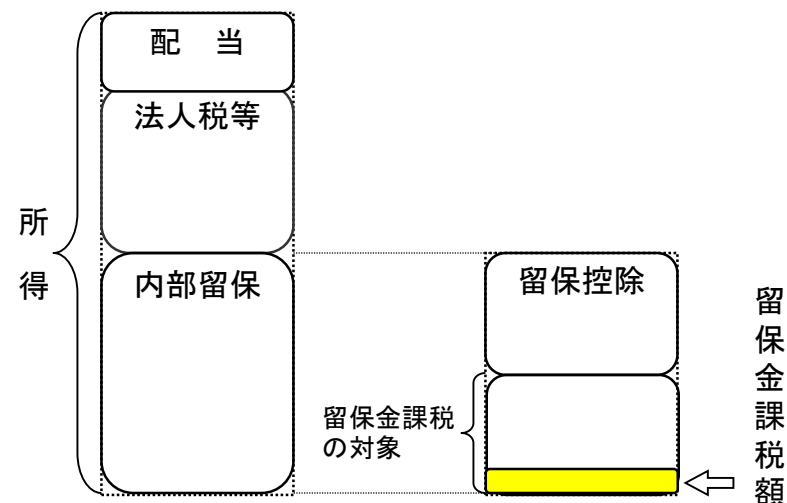 配　当
法人税等
所得
内部留保
留保控除
留保金課税
の対象
留保金課税額